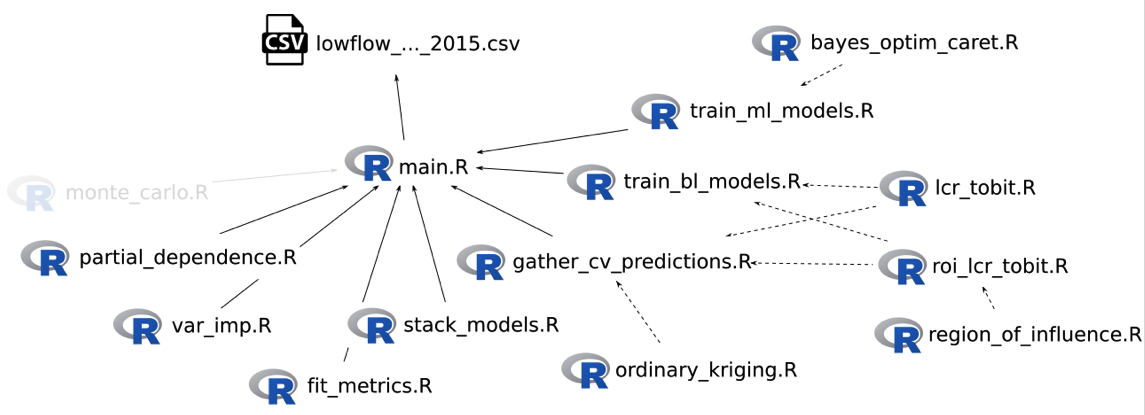 CSV lowflow_..._2015.csv
R bayes_optim_caret.R
R train_ml_models.R
R main.R
R train_bl_models.R
R lcr_tobit.R
R monte_carlo.R
R partial_dependence.R
R gather_cv_predictions.R
R roi_lcr_tobit.R
R var_imp.R
R stack_models.R
R region_of_influence.R
R fit_metrics.R
R ordinary_kriging.R